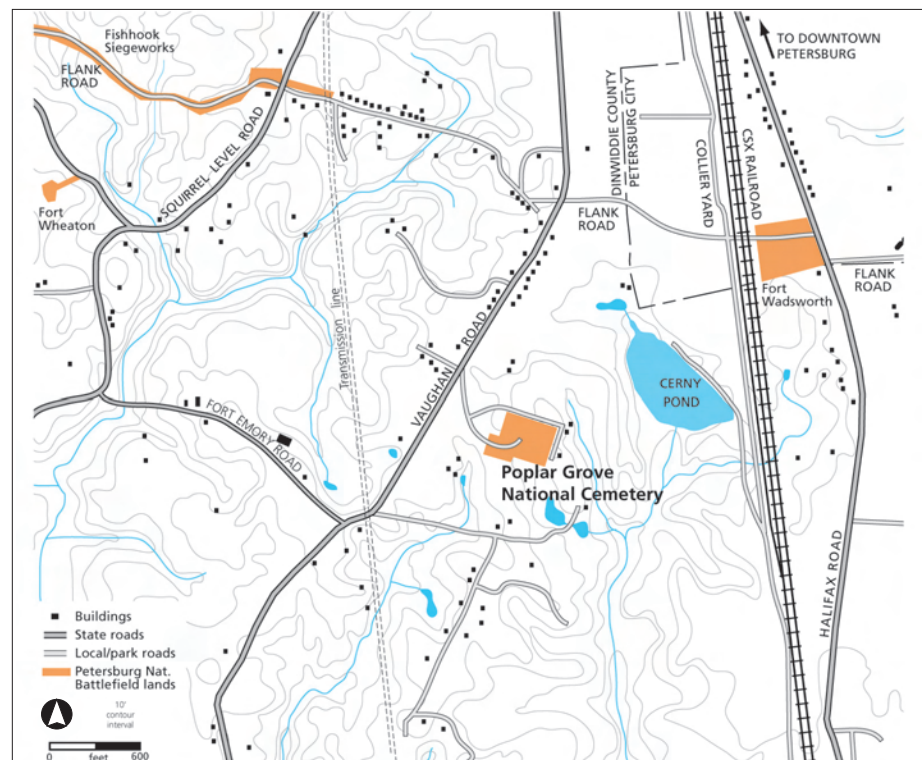 Fishhook
Siegeworks
FLANK
ROAD
TO DOWNTOWN
PETERSBURG
SQUIRREL LEVEL ROAD
DINWIDDIE COUNTY
PETERSBURG CITY
COLLIER YARD
CSX RAILROAD
Fort
Wheaton
FLANK
ROAD
FLANK
ROAD
Fort
Wadsworth
Transmission line
VAUGHAN ROAD
CERNY
POND
FORT EMORY ROAD
Poplar Grove
National Cemetery
HALIFAX ROAD
Buildings
State roads
Local/park roads
Petersburg Nat.
Battlefield lands
10'
contour
interval
0 feet 600